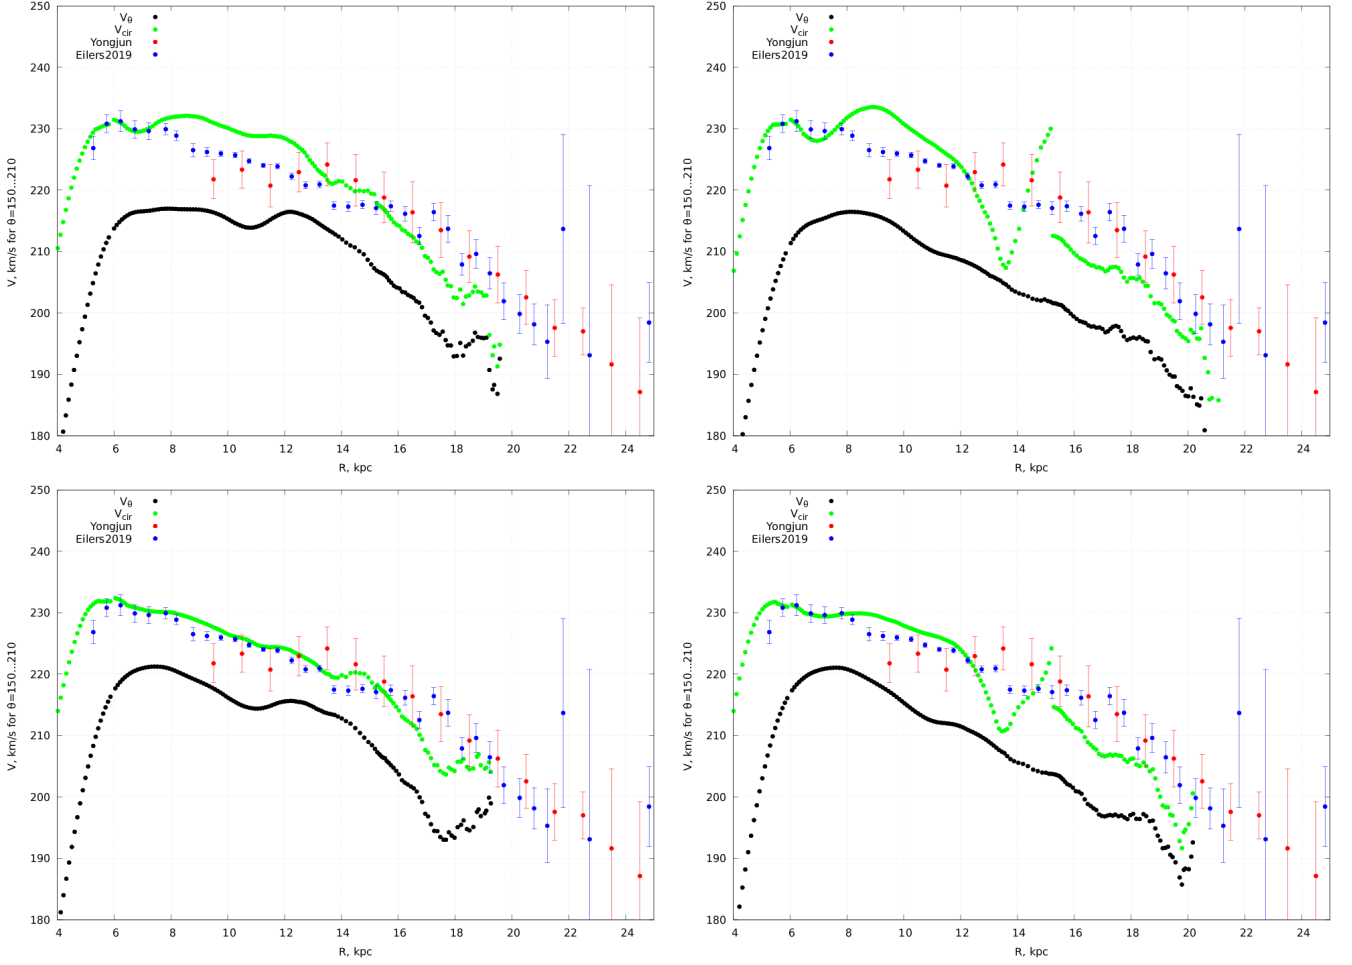 250
240
230
220
210
200
190
180
V, km/s for θ=150...210
Vθ
Vcir
Yongjun
Eilers2019
4 6 8 10 12 14 16 18 20 22 24
R, kpc
250
240
230
220
210
200
190
180
V, km/s for θ=150...210
Vθ
Vcir
Yongjun
Eilers2019
4 6 8 10 12 14 16 18 20 22 24
R, kpc
250
240
230
220
210
200
190
180
V, km/s for θ=150...210
Vθ
Vcir
Yongjun
Eilers2019
4 6 8 10 12 14 16 18 20 22 24
R, kpc
250
240
230
220
210
200
190
180
V, km/s for θ=150...210
Vθ
Vcir
Yongjun
Eilers2019
4 6 8 10 12 14 16 18 20 22 24
R, kpc